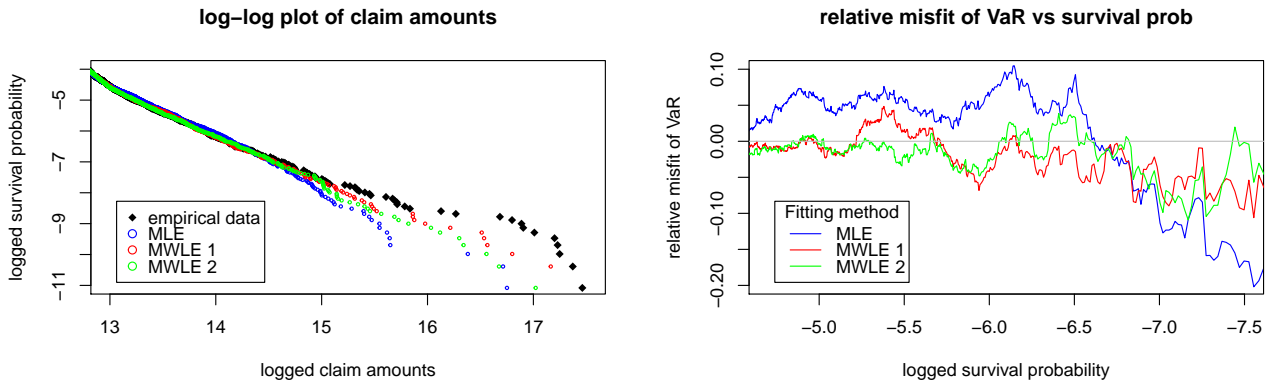 log−log plot of claim amounts
logged survival probability
−5
−7
−9
−11
empirical data
MLE
MWLE 1
MWLE 2
13
14
15
16
17
logged claim amounts
relative misfit of VaR vs survival prob
relative misfit of VaR
0.10
0.00
−0.10
−0.20
Fitting method
MLE
MWLE 1
MWLE 2
−5.0
−5.5
−6.0
−6.5
−7.0
−7.5
logged survival probability